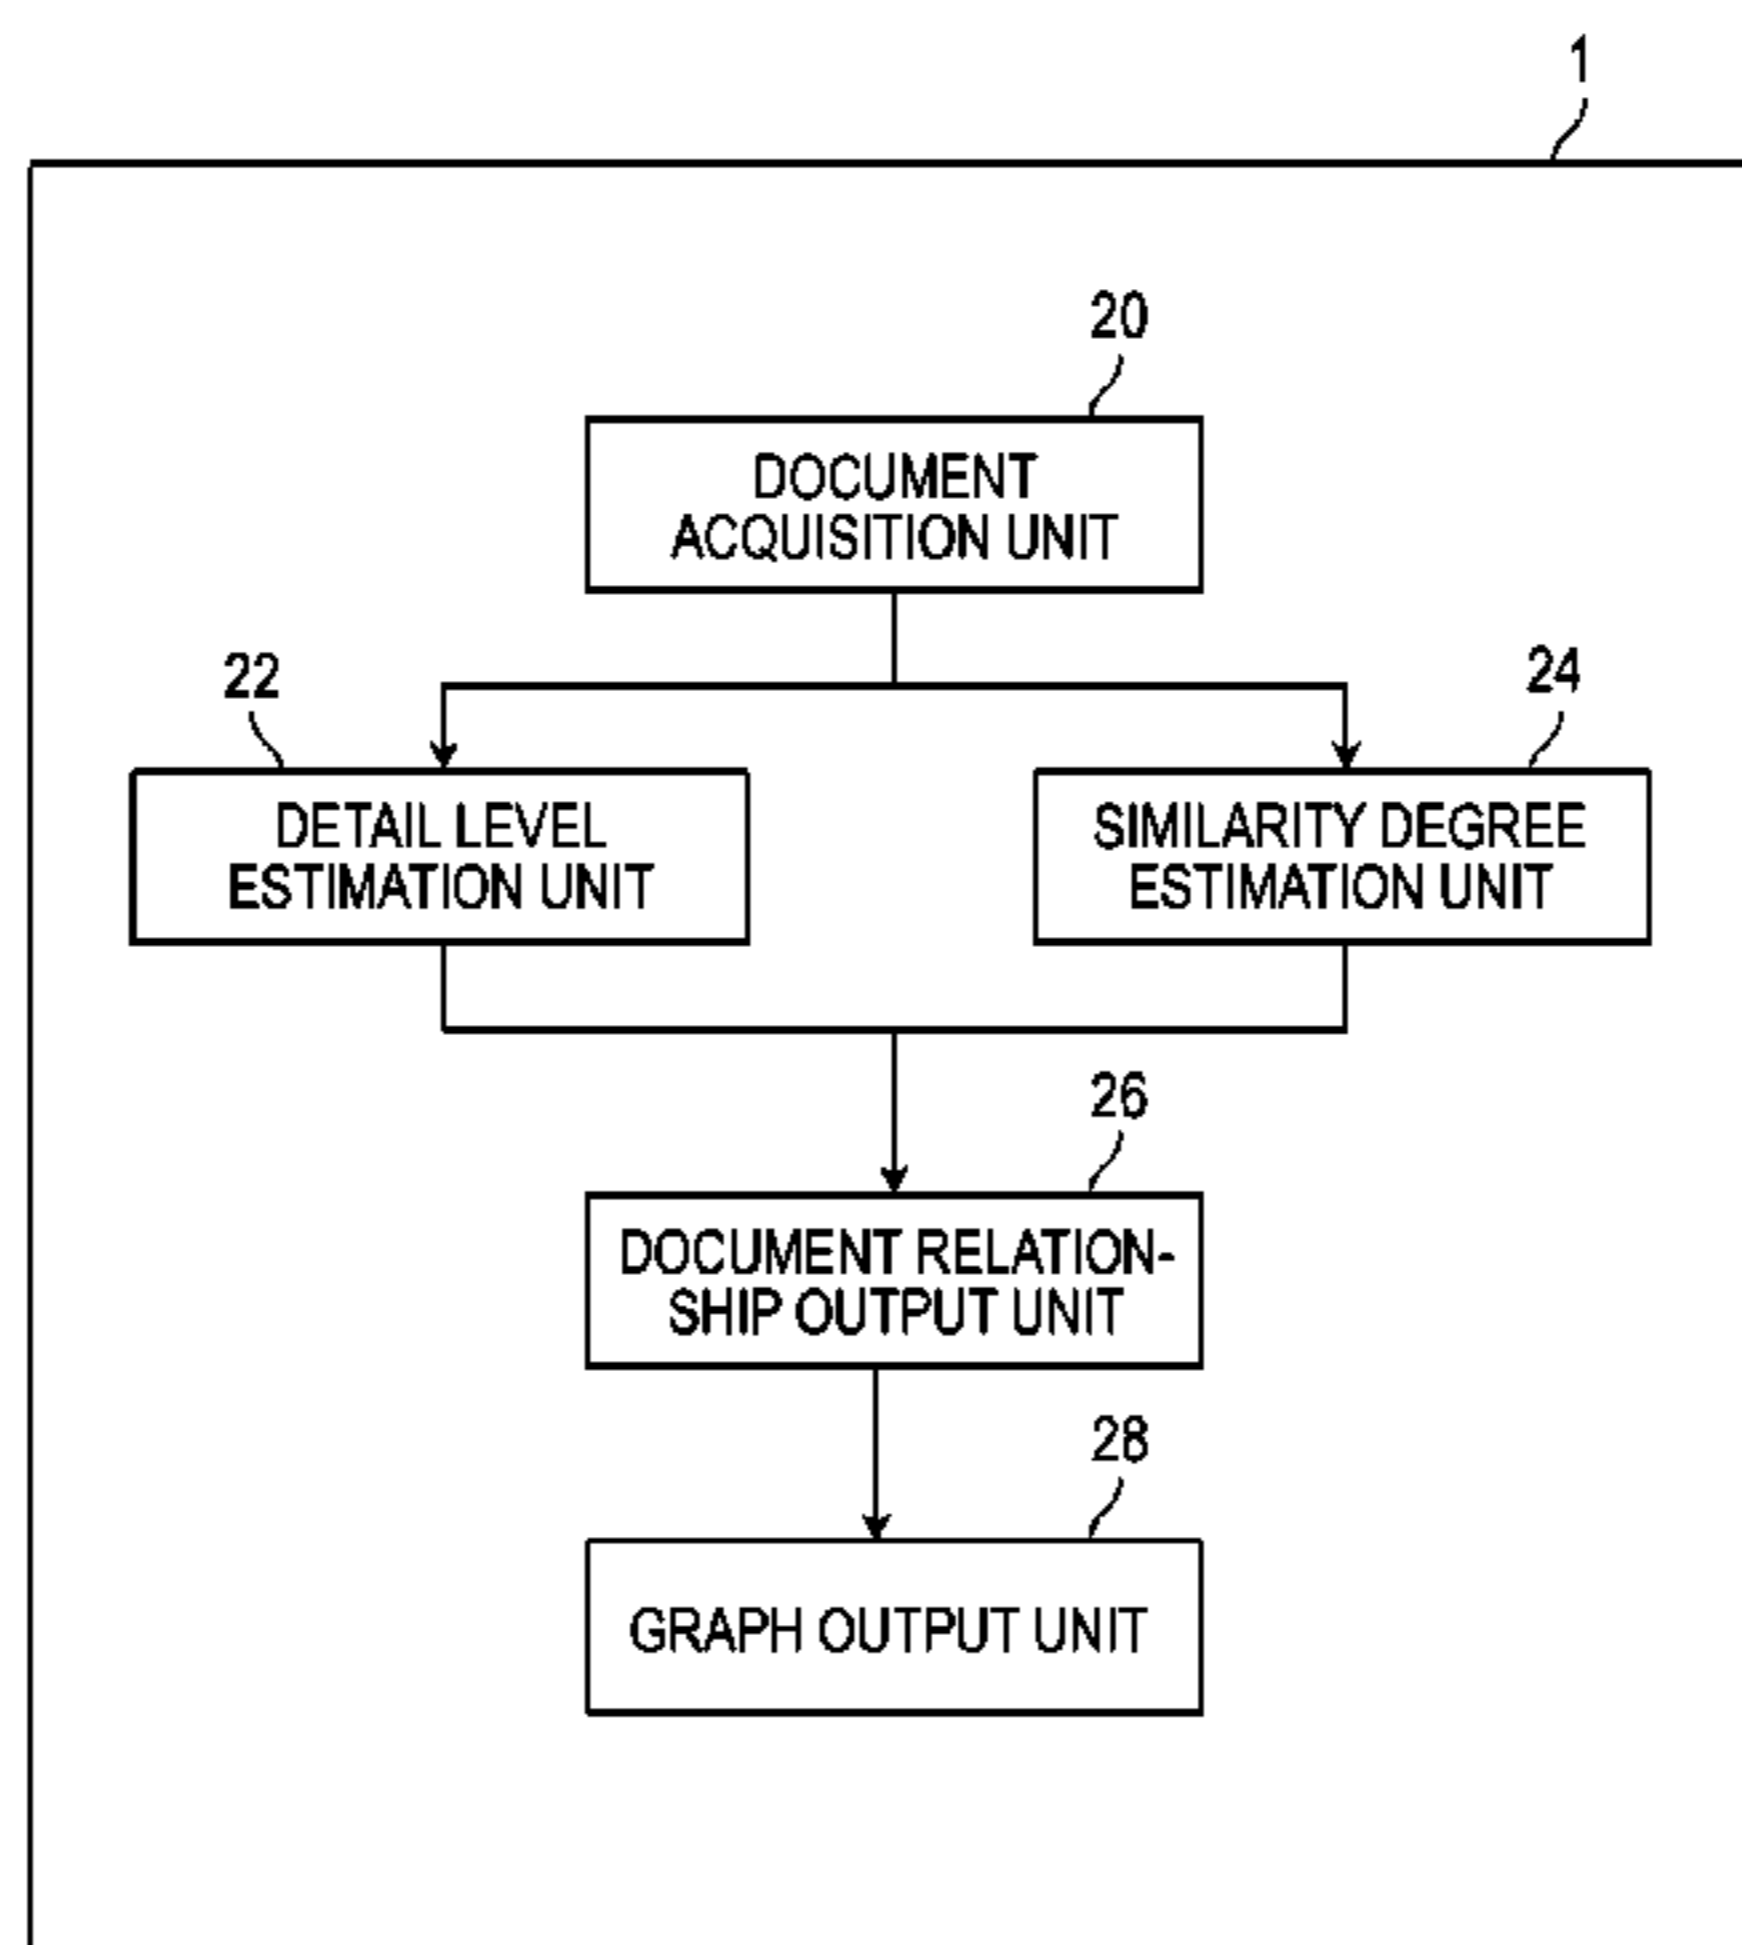 1
20
DOCUMENT
ACQUISITION UNIT
22
24
DETAIL LEVEL
ESTIMATION UNIT
SIMILARITY DEGREE
ESTIMATION UNIT
26
DOCUMENT RELATION-
SHIP OUTPUT UNIT
28
GRAPH OUTPUT UNIT